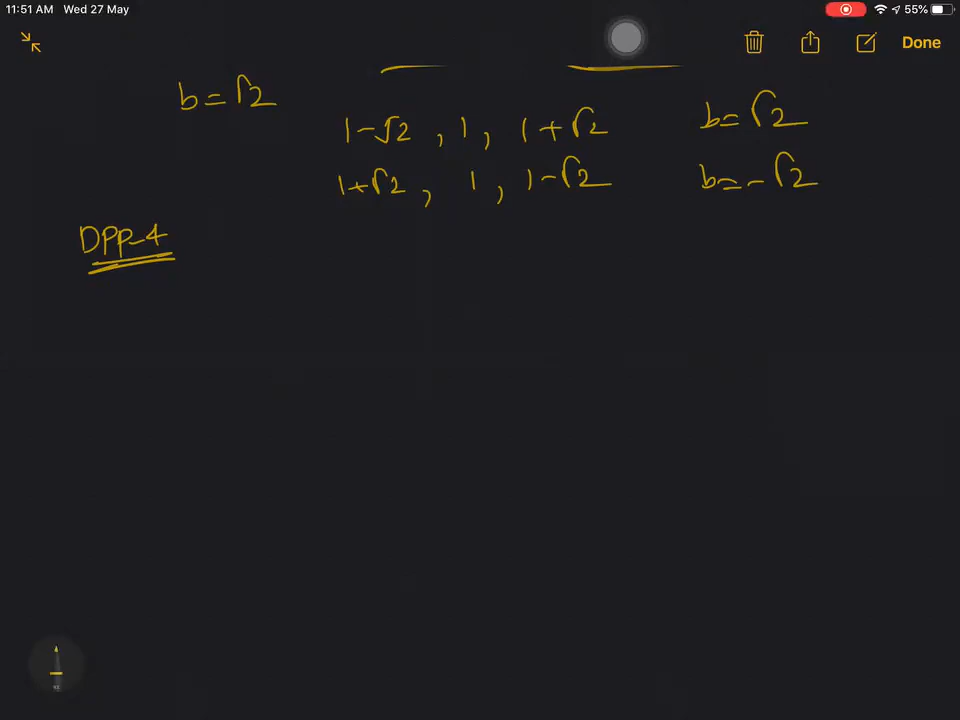 11:51 AM Wed 27 May 55%
Done
b = √2
1-√2 , 1 , 1+√2 b = √2
1+√2 , 1 , 1-√2 b = -√2
DPP-4